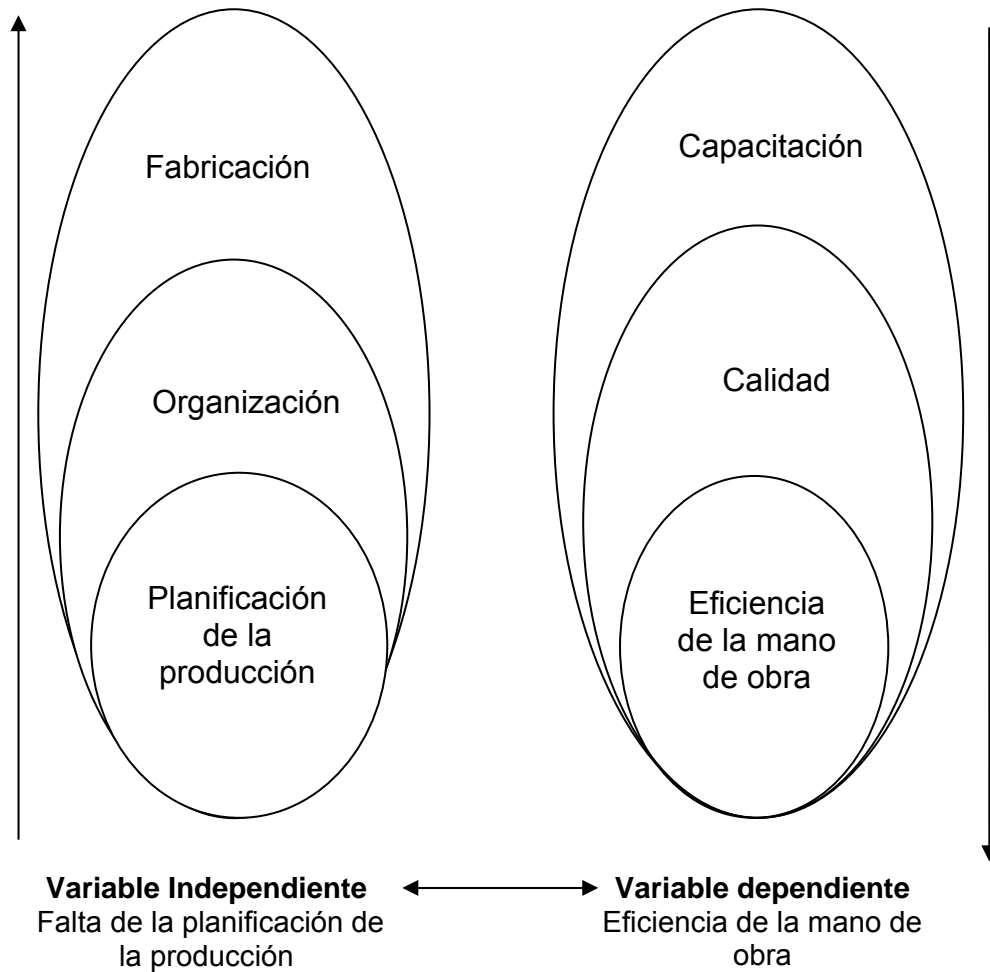 Fabricación
Organización
Planificación
de la
producción
Capacitación
Calidad
Eficiencia
de la mano
de obra
Variable Independiente
Falta de la planificación de
la producción
Variable dependiente
Eficiencia de la mano de
obra